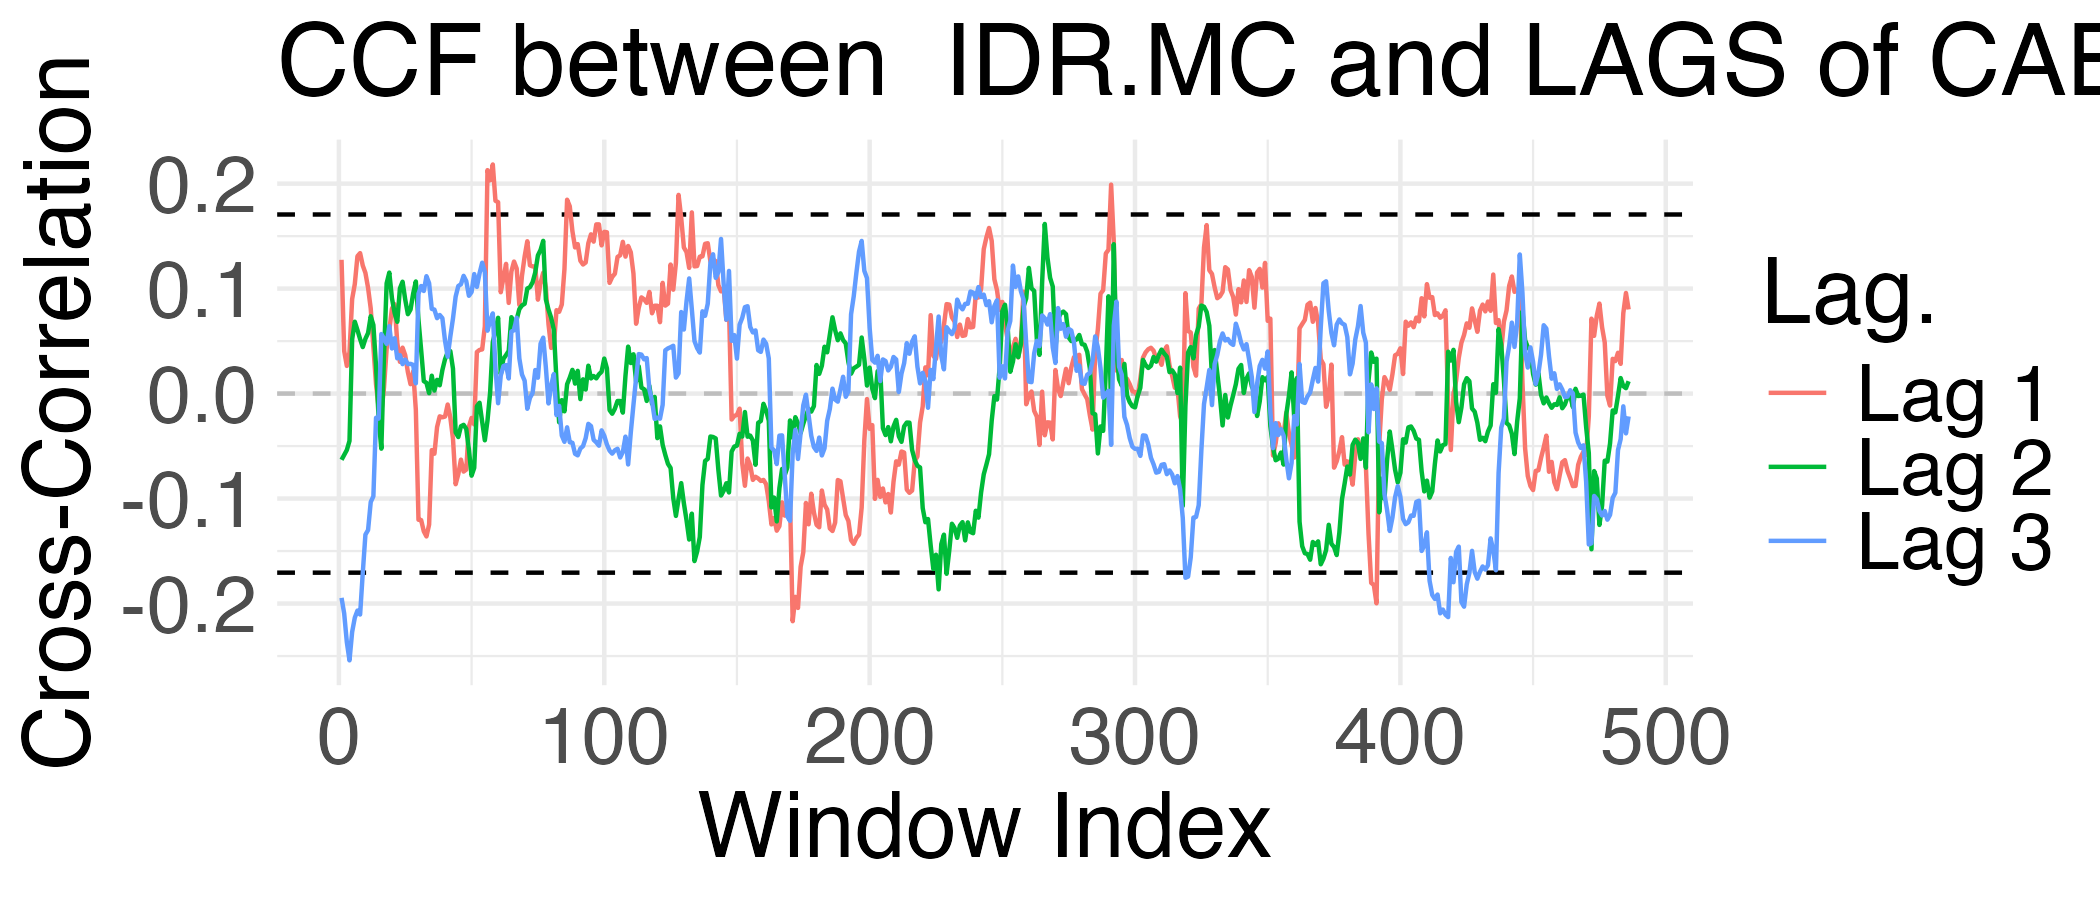 CCF between  IDR.MC and LAGS of CAE
Cross-Correlation
0.2
0.1
0.0
-0.1
-0.2
0 100 200 300 400 500
Window Index
Lag.
Lag 1
Lag 2
Lag 3